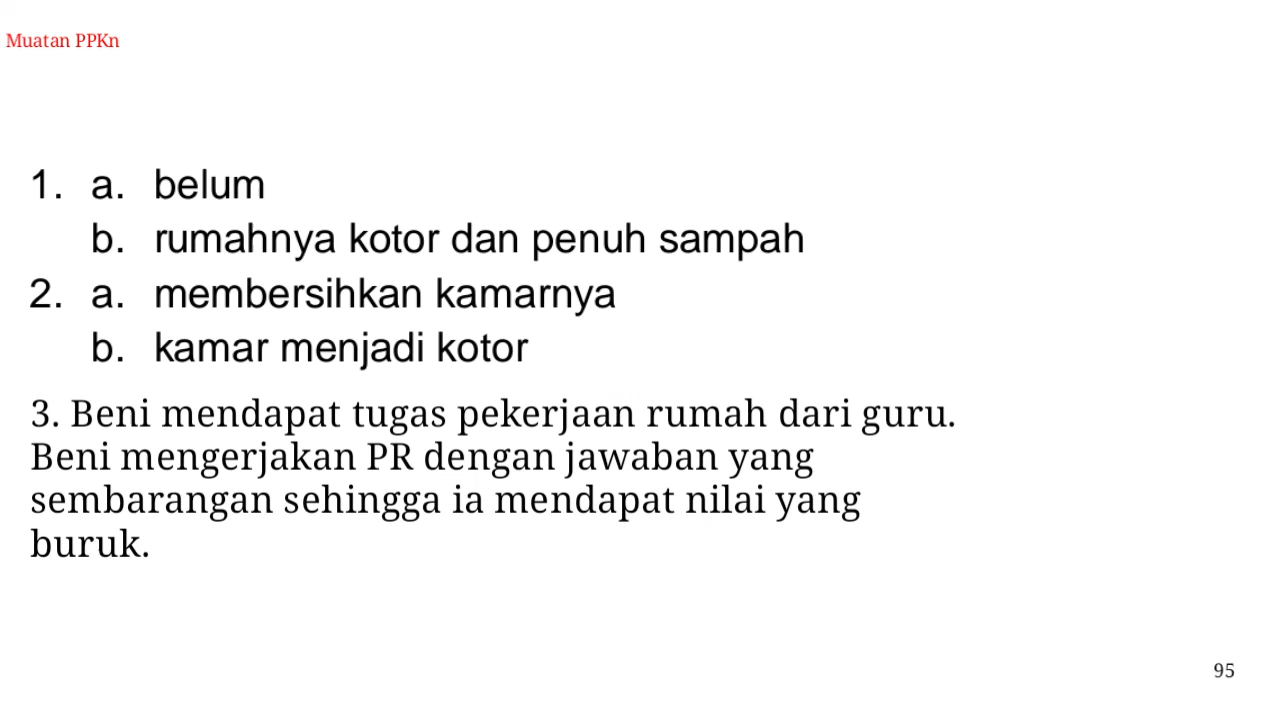 Muatan PPKn
1. a. belum
b. rumahnya kotor dan penuh sampah
2. a. membersihkan kamarnya
b. kamar menjadi kotor
3. Beni mendapat tugas pekerjaan rumah dari guru.
Beni mengerjakan PR dengan jawaban yang
sembarangan sehingga ia mendapat nilai yang
buruk.
95